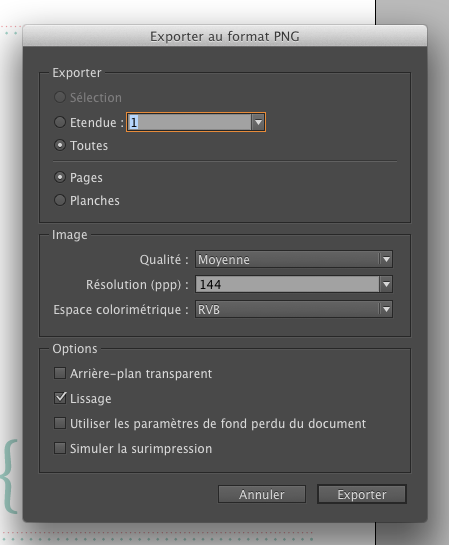 Exporter au format PNG
Exporter
Sélection
Etendue : 1
Toutes
Pages
Planches
Image
Qualité : Moyenne
Résolution (ppp) : 144
Espace colorimétrique : RVB
Options
Arrière-plan transparent
Lissage
Utiliser les paramètres de fond perdu du document
Simuler la surimpression
Annuler Exporter
{